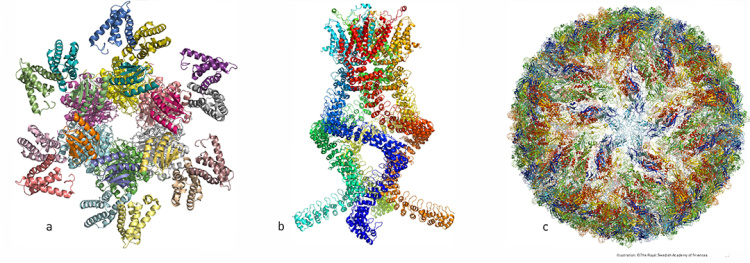 a
b
c
Illustration: ©The Royal Swedish Academy of Sciences